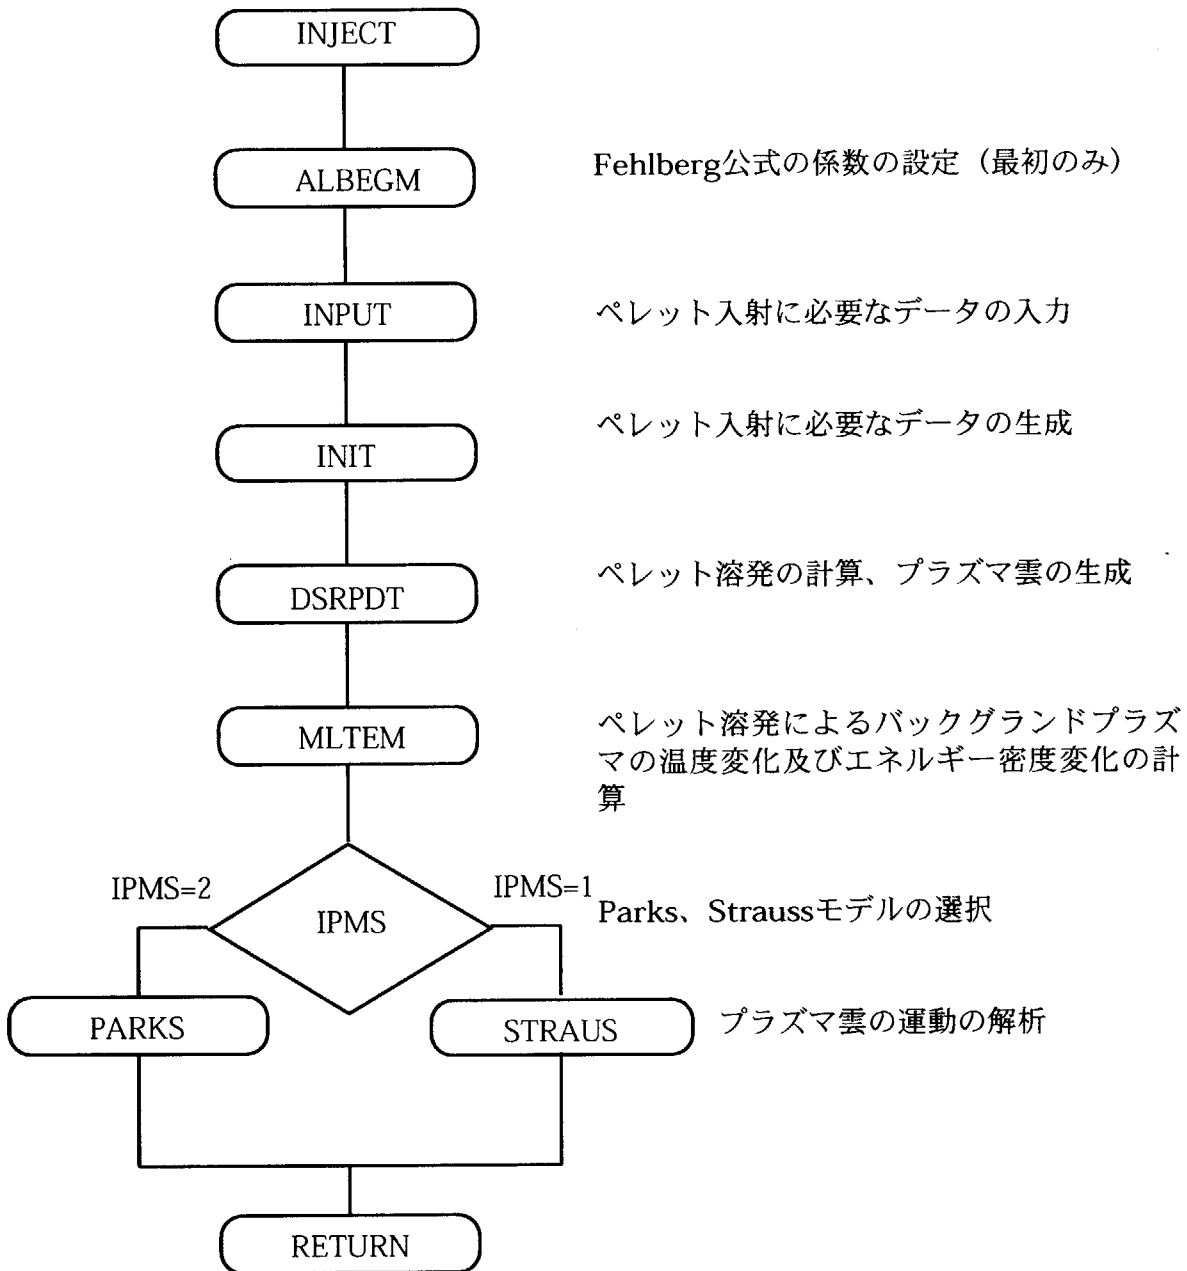 INJECT
ALBEGM
Fehlberg公式の係数の設定（最初のみ）
INPUT
ペレット入射に必要なデータの入力
INIT
ペレット入射に必要なデータの生成
DSRPDT
ペレット溶発の計算、プラズマ雲の生成
MLTEM
ペレット溶発によるバックグランドプラズ
マの温度変化及びエネルギー密度変化の計
算
IPMS=2
IPMS
IPMS=1
Parks、Straussモデルの選択
PARKS
STRAUS
プラズマ雲の運動の解析
RETURN